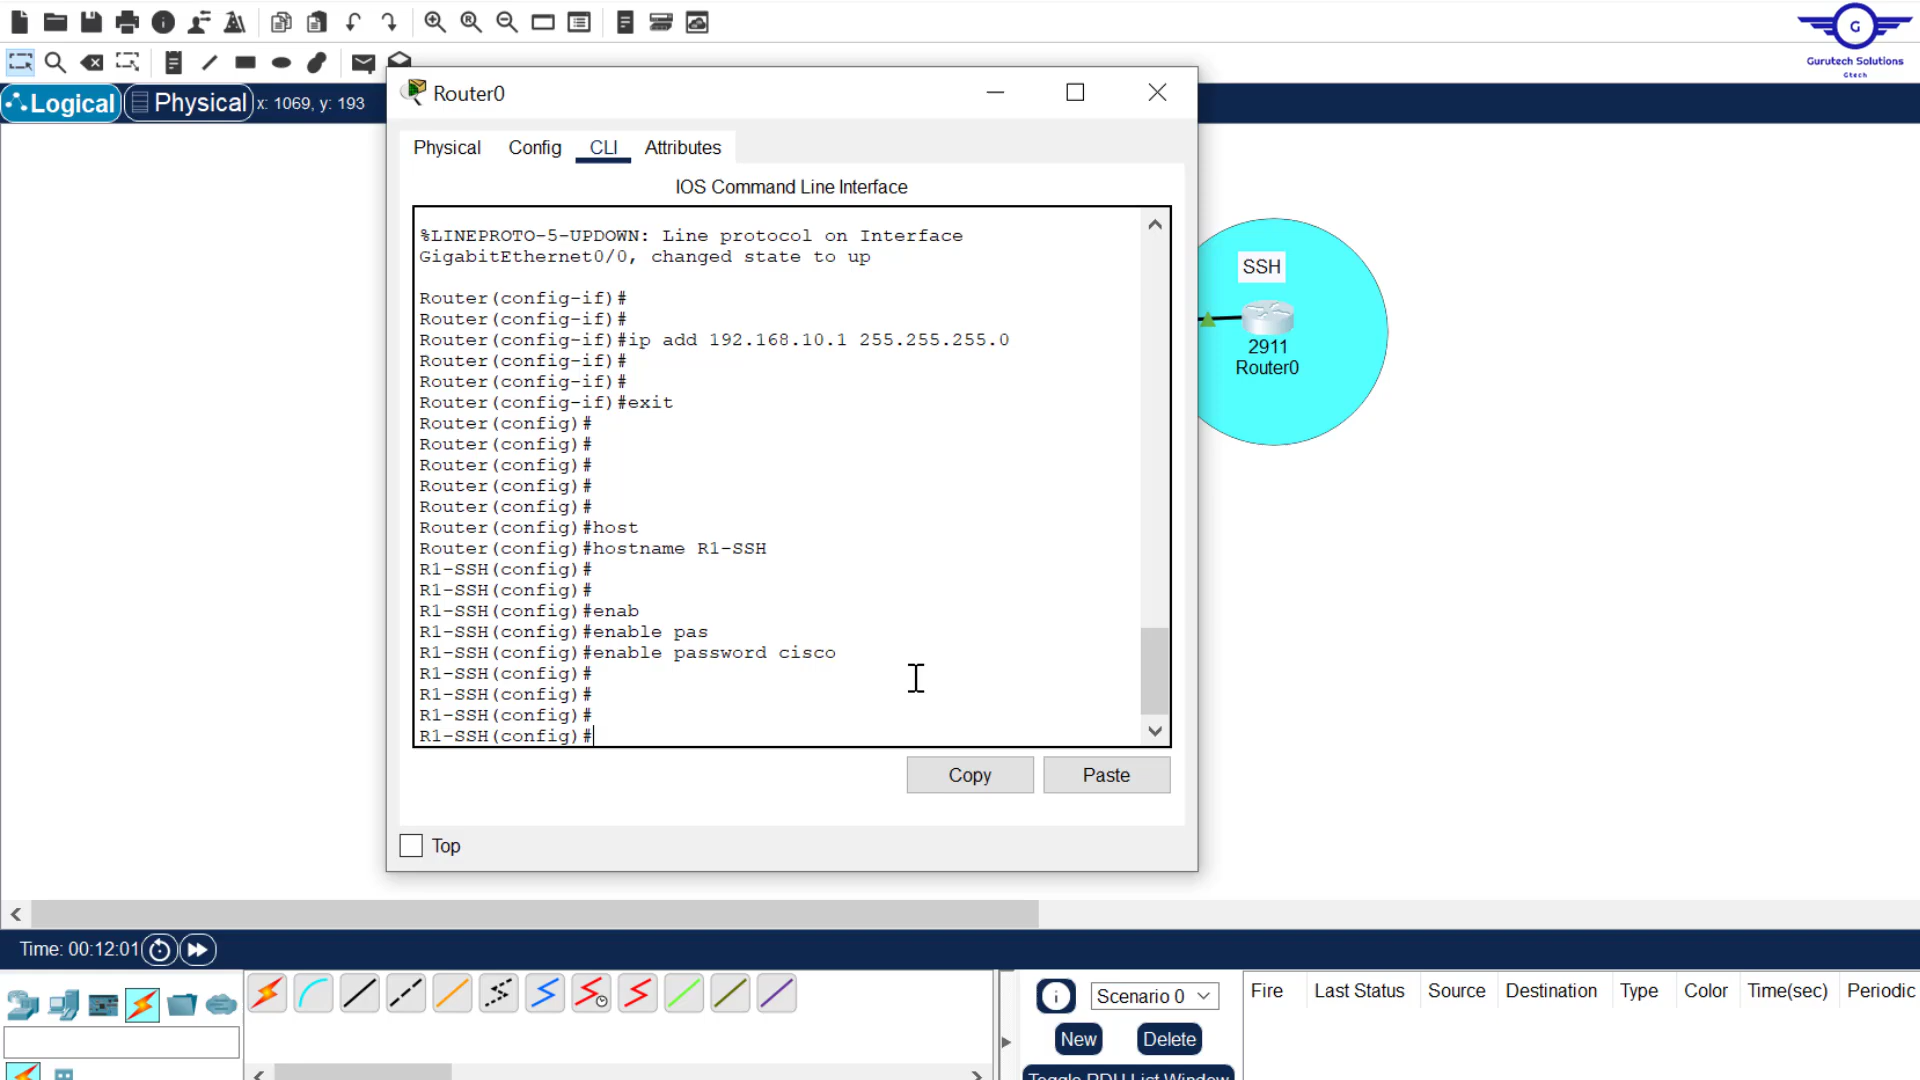 G
Gurutech Solutions
Gtech
Logical
Physical
x: 1069, y: 193
Router0
Physical
Config
CLI
Attributes
IOS Command Line Interface
%LINEPROTO-5-UPDOWN: Line protocol on Interface
GigabitEthernet0/0, changed state to up
Router(config-if)#
Router(config-if)#
Router(config-if)#ip add 192.168.10.1 255.255.255.0
Router(config-if)#
Router(config-if)#
Router(config-if)#exit
Router(config)#
Router(config)#
Router(config)#
Router(config)#
Router(config)#
Router(config)#host
Router(config)#hostname R1-SSH
R1-SSH(config)#
R1-SSH(config)#
R1-SSH(config)#enab
R1-SSH(config)#enable pas
R1-SSH(config)#enable password cisco
R1-SSH(config)#
R1-SSH(config)#
R1-SSH(config)#
R1-SSH(config)#
Copy
Paste
Top
SSH
2911
Router0
Time: 00:12:01
Scenario 0
New
Delete
Toggle PDU List Window
Fire
Last Status
Source
Destination
Type
Color
Time(sec)
Periodic